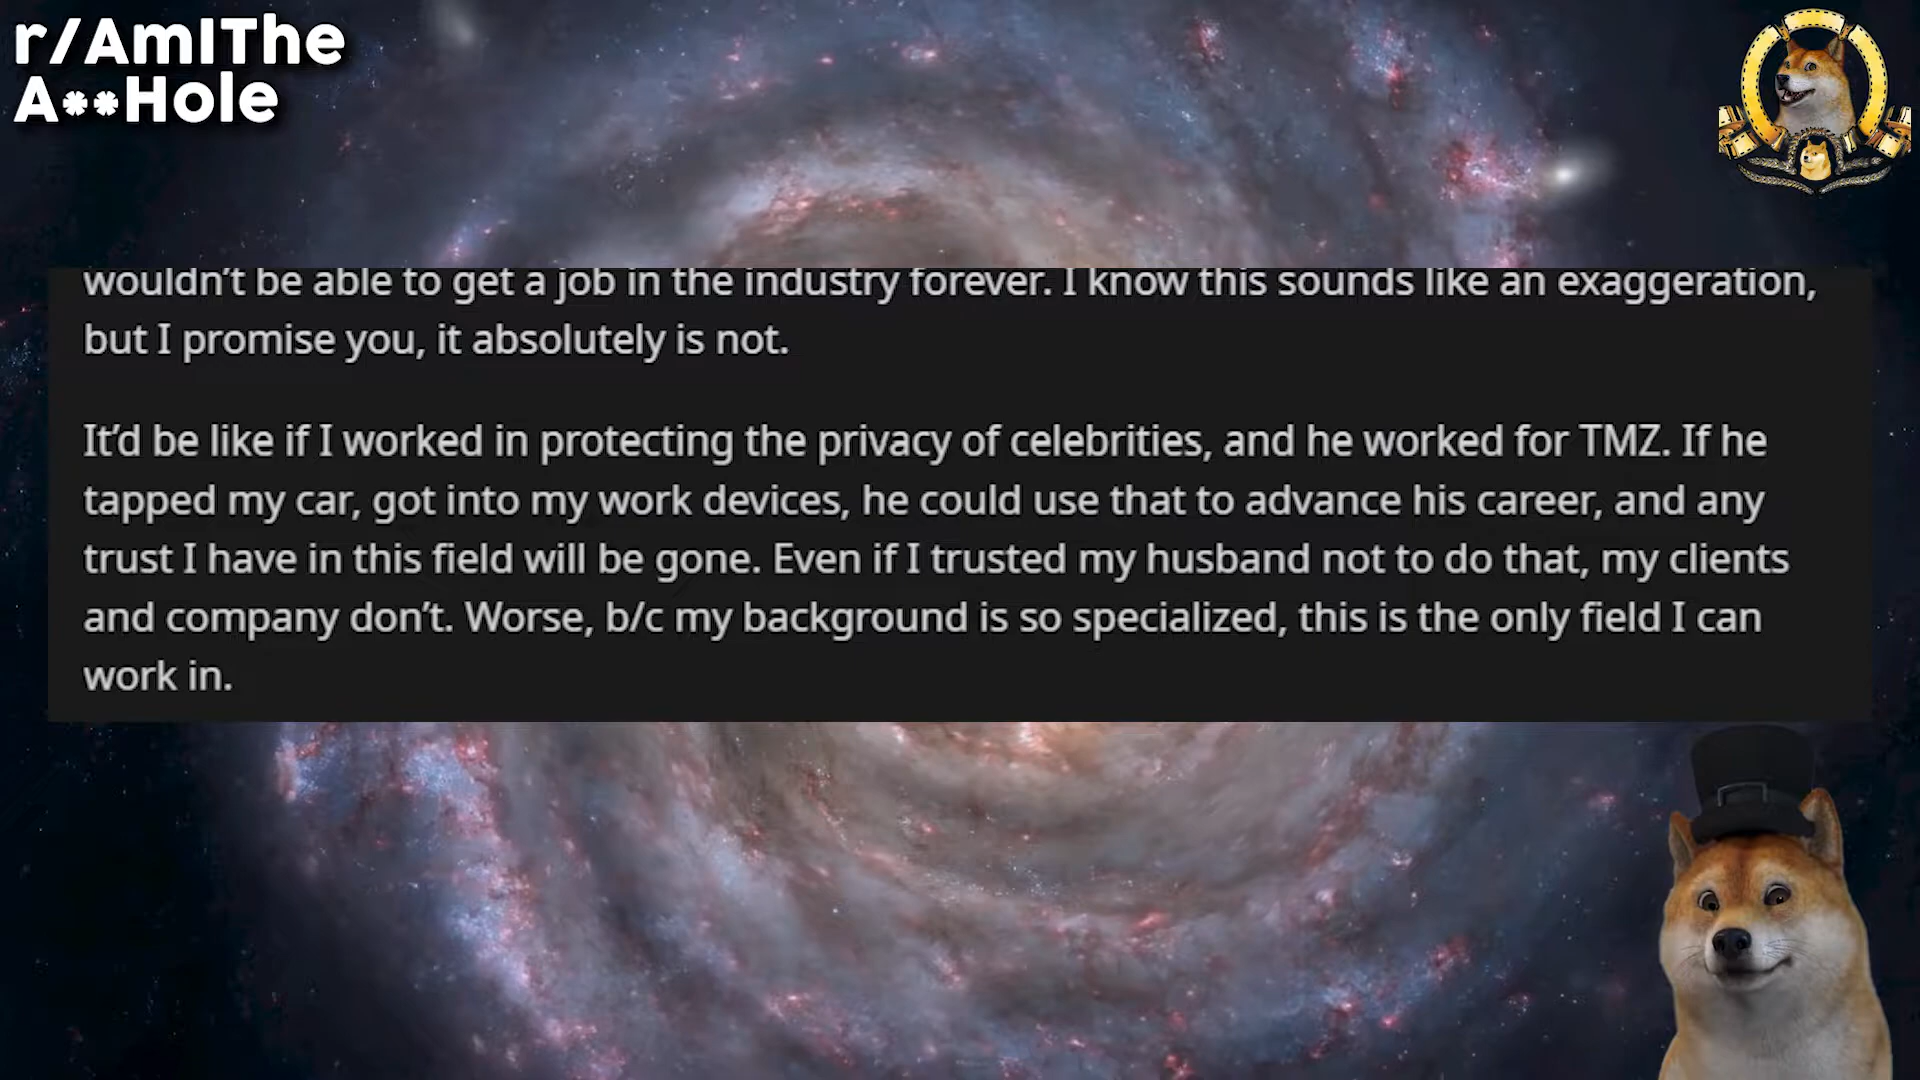 r/AmITheA**Hole
wouldn't be able to get a job in the industry forever. I know this sounds like an exaggeration,
but I promise you, it absolutely is not.
It'd be like if I worked in protecting the privacy of celebrities, and he worked for TMZ. If he
tapped my car, got into my work devices, he could use that to advance his career, and any
trust I have in this field will be gone. Even if I trusted my husband not to do that, my clients
and company don't. Worse, b/c my background is so specialized, this is the only field I can
work in.